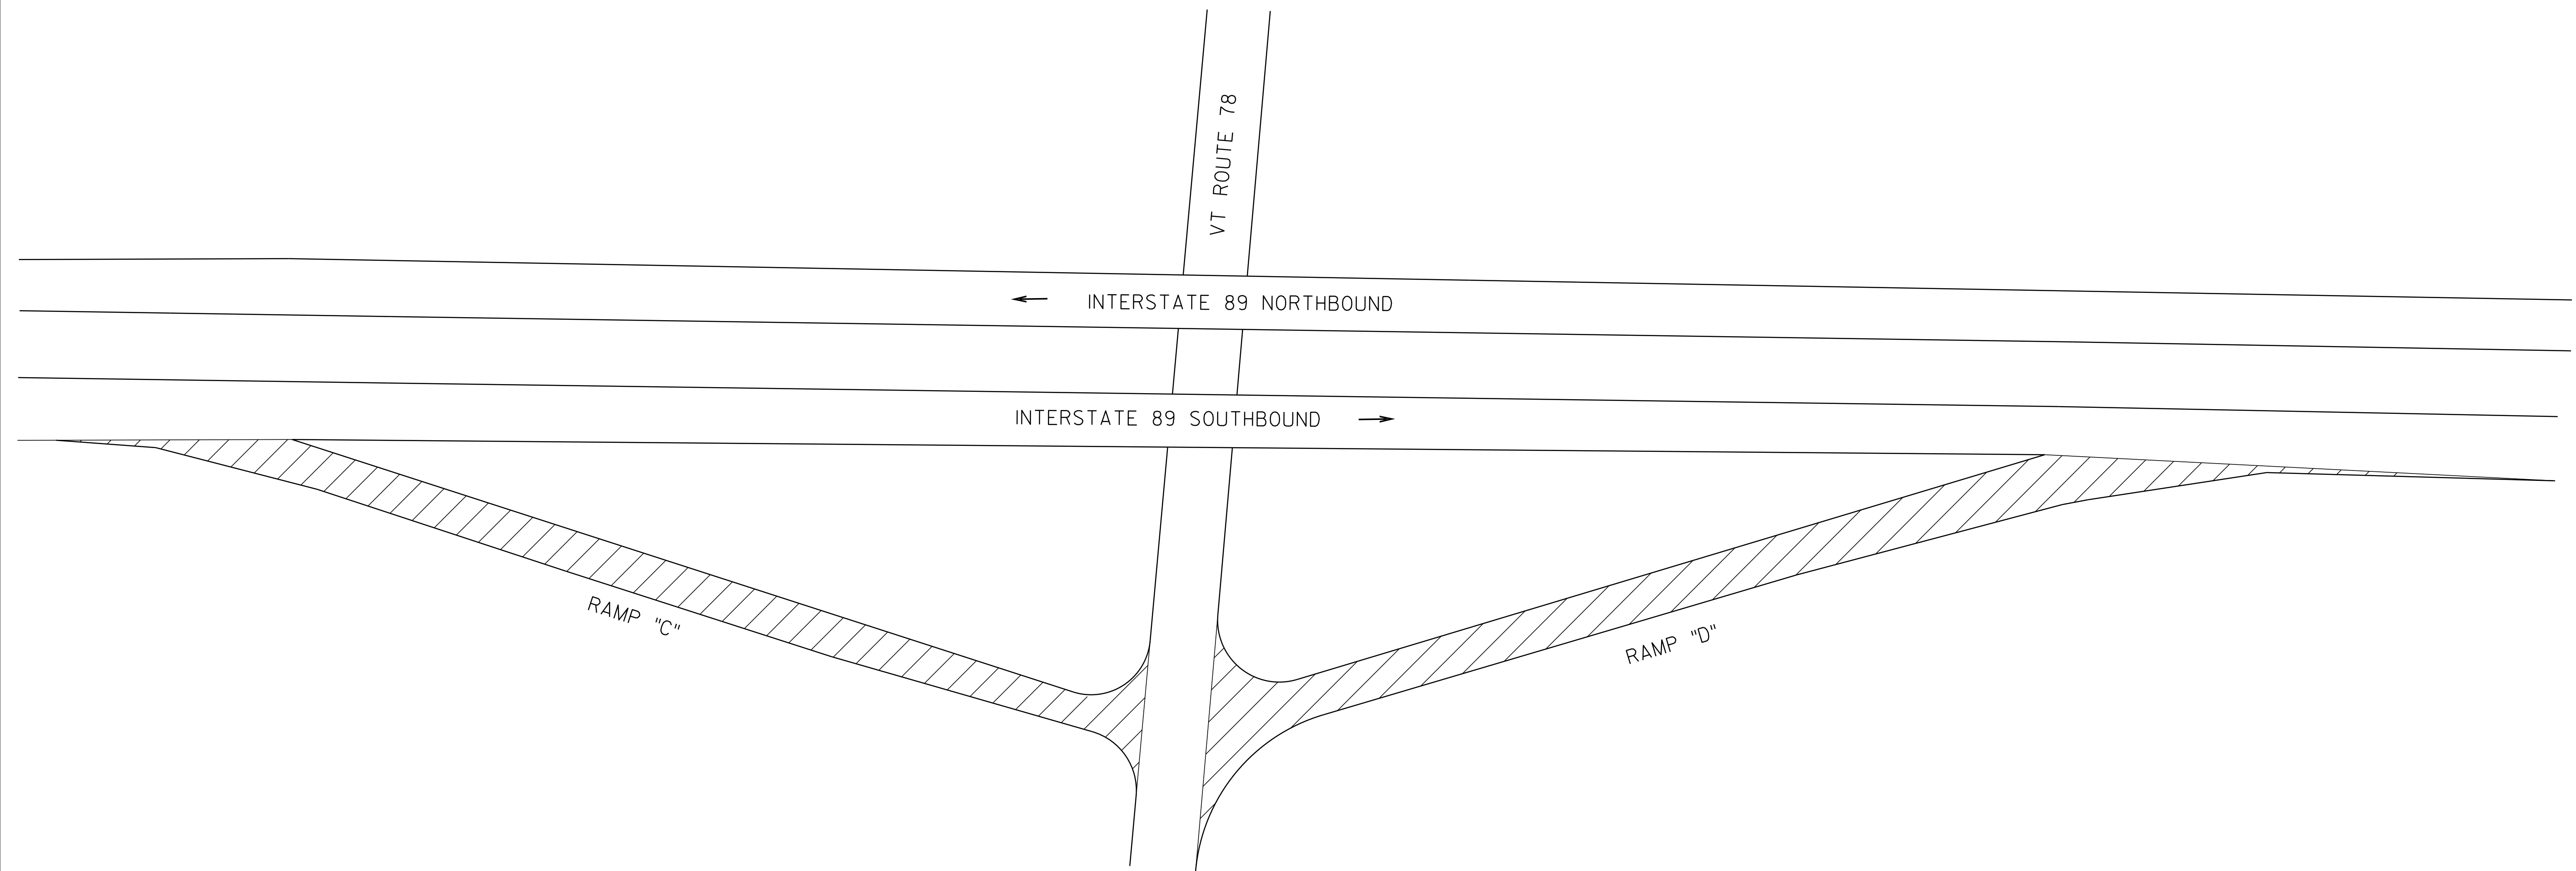 VT ROUTE 78
INTERSTATE 89 NORTHBOUND
INTERSTATE 89 SOUTHBOUND
RAMP "C"
RAMP "D"